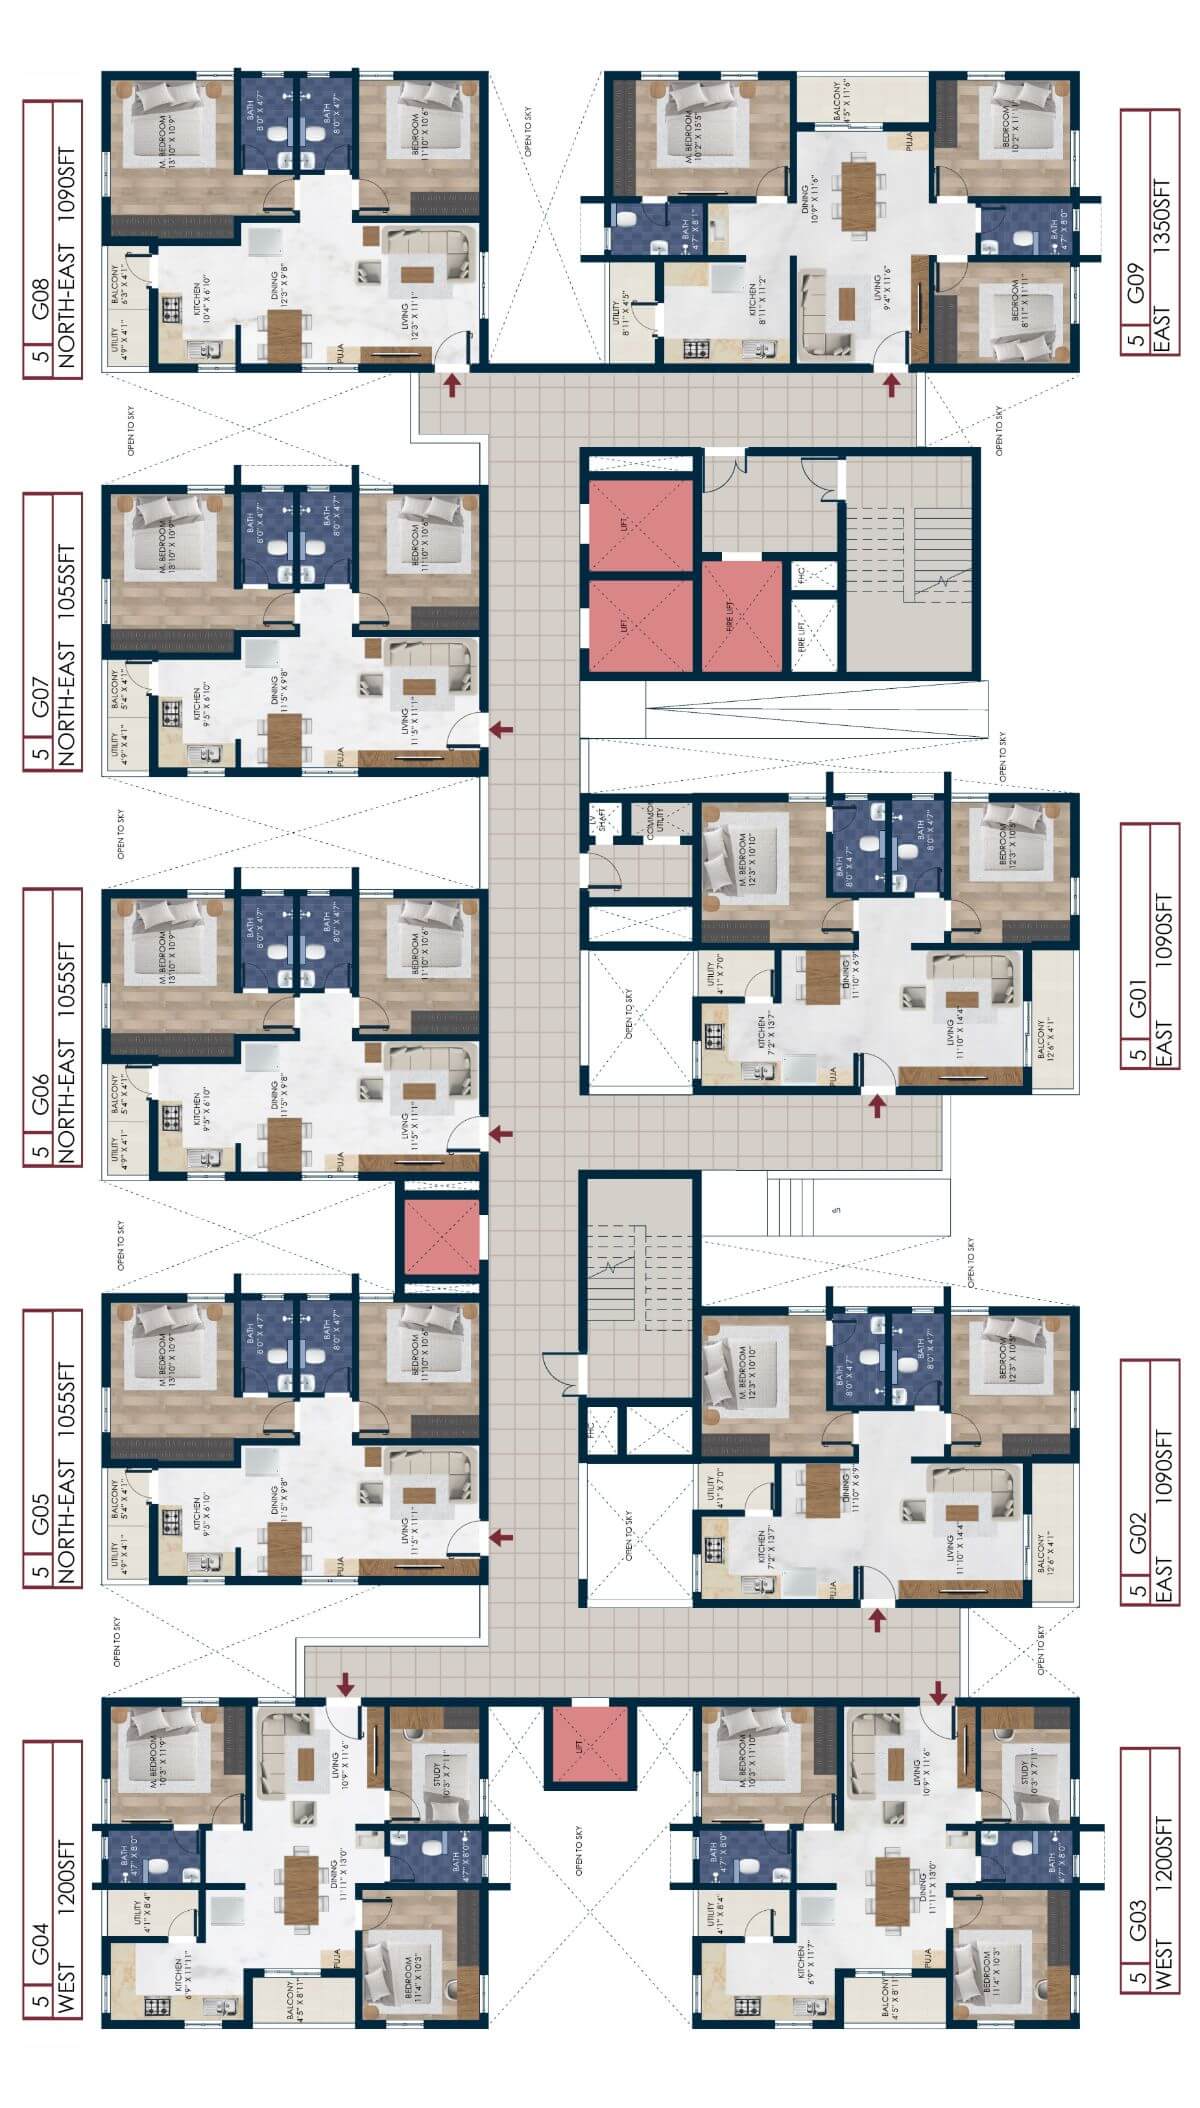 5 G08
NORTH-EAST 1090SFT
M. BEDROOM
13'10" X 10'9"
BATH
8'0" X 4'7"
BATH
8'0" X 4'7"
BEDROOM
11'10" X 10'6"
BALCONY
6'3" X 4'1"
UTILITY
4'9" X 4'1"
KITCHEN
10'4" X 6'10"
DINING
12'3" X 9'8"
LIVING
12'3" X 11'1"
PUJA
OPEN TO SKY
5 G09
EAST 1350SFT
M. BEDROOM
10'2" X 15'5"
BALCONY
4'5" X 11'6"
PUJA
BEDROOM
10'2" X 11'11"
BATH
4'7" X 8'1"
DINING
10'9" X 11'6"
BATH
4'7" X 8'0"
UTILITY
8'11" X 4'5"
KITCHEN
8'11" X 11'2"
LIVING
9'4" X 11'6"
BEDROOM
8'11" X 11'11"
OPEN TO SKY
OPEN TO SKY
5 G07
NORTH-EAST 1055SFT
M. BEDROOM
13'10" X 10'9"
BATH
8'0" X 4'7"
BATH
8'0" X 4'7"
BEDROOM
11'10" X 10'6"
BALCONY
5'4" X 4'1"
UTILITY
4'9" X 4'1"
KITCHEN
9'5" X 6'10"
DINING
11'5" X 9'8"
LIVING
11'5" X 11'1"
PUJA
LIFT
LIFT
FIRE LIFT
FHC
FIRE LIFT
OPEN TO SKY
OPEN TO SKY
5 G06
NORTH-EAST 1055SFT
M. BEDROOM
13'10" X 10'9"
BATH
8'0" X 4'7"
BATH
8'0" X 4'7"
BEDROOM
11'10" X 10'6"
BALCONY
5'4" X 4'1"
UTILITY
4'9" X 4'1"
KITCHEN
9'5" X 6'10"
DINING
11'5" X 9'8"
LIVING
11'5" X 11'1"
PUJA
LV
SHAFT
COMMON
UTILITY
OPEN TO SKY
5 G01
EAST 1090SFT
M. BEDROOM
12'3" X 10'10"
BATH
8'0" X 4'7"
BATH
8'0" X 4'7"
BEDROOM
12'3" X 10'5"
UTILITY
4'1" X 7'0"
DINING
11'10" X 6'9"
KITCHEN
7'2" X 13'7"
LIVING
11'10" X 14'4"
BALCONY
12'6" X 4'1"
PUJA
OPEN TO SKY
UP
OPEN TO SKY
5 G05
NORTH-EAST 1055SFT
M. BEDROOM
13'10" X 10'9"
BATH
8'0" X 4'7"
BATH
8'0" X 4'7"
BEDROOM
11'10" X 10'6"
BALCONY
5'4" X 4'1"
UTILITY
4'9" X 4'1"
KITCHEN
9'5" X 6'10"
DINING
11'5" X 9'8"
LIVING
11'5" X 11'1"
PUJA
FHC
OPEN TO SKY
5 G02
EAST 1090SFT
M. BEDROOM
12'3" X 10'10"
BATH
8'0" X 4'7"
BATH
8'0" X 4'7"
BEDROOM
12'3" X 10'5"
UTILITY
4'1" X 7'0"
DINING
11'10" X 6'9"
KITCHEN
7'2" X 13'7"
LIVING
11'10" X 14'4"
BALCONY
12'6" X 4'1"
PUJA
OPEN TO SKY
OPEN TO SKY
5 G04
WEST 1200SFT
M. BEDROOM
10'3" X 11'9"
LIVING
10'9" X 11'6"
STUDY
10'3" X 7'11"
BATH
4'7" X 8'0"
DINING
11'11" X 13'0"
BATH
4'7" X 8'0"
UTILITY
4'1" X 8'4"
KITCHEN
6'9" X 11'11"
BALCONY
4'5" X 8'11"
PUJA
BEDROOM
11'4" X 10'3"
LIFT
OPEN TO SKY
5 G03
WEST 1200SFT
M. BEDROOM
10'3" X 11'10"
LIVING
10'9" X 11'6"
STUDY
10'3" X 7'11"
BATH
4'7" X 8'0"
DINING
11'11" X 13'0"
BATH
4'7" X 8'0"
UTILITY
4'1" X 8'4"
KITCHEN
6'9" X 11'7"
BALCONY
4'5" X 8'11"
PUJA
BEDROOM
11'4" X 10'3"